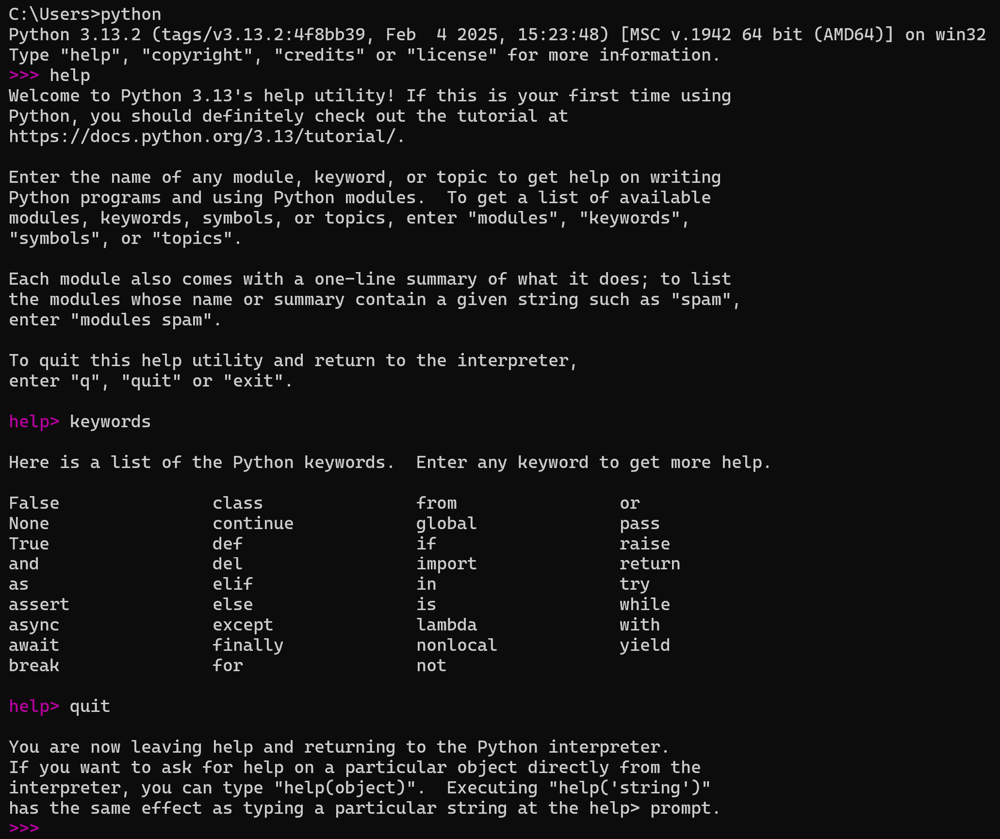 C:\Users>python
Python 3.13.2 (tags/v3.13.2:4f8bb39, Feb  4 2025, 15:23:48) [MSC v.1942 64 bit (AMD64)] on win32
Type "help", "copyright", "credits" or "license" for more information.
>>> help
Welcome to Python 3.13's help utility! If this is your first time using
Python, you should definitely check out the tutorial at
https://docs.python.org/3.13/tutorial/.

Enter the name of any module, keyword, or topic to get help on writing
Python programs and using Python modules.  To get a list of available
modules, keywords, symbols, or topics, enter "modules", "keywords",
"symbols", or "topics".

Each module also comes with a one-line summary of what it does; to list
the modules whose name or summary contain a given string such as "spam",
enter "modules spam".

To quit this help utility and return to the interpreter,
enter "q", "quit" or "exit".

help> keywords

Here is a list of the Python keywords.  Enter any keyword to get more help.

False               class               from                or
None                continue            global              pass
True                def                 if                  raise
and                 del                 import              return
as                  elif                in                  try
assert              else                is                  while
async               except              lambda              with
await               finally             nonlocal            yield
break               for                 not

help> quit

You are now leaving help and returning to the Python interpreter.
If you want to ask for help on a particular object directly from the
interpreter, you can type "help(object)".  Executing "help('string')"
has the same effect as typing a particular string at the help> prompt.
>>>